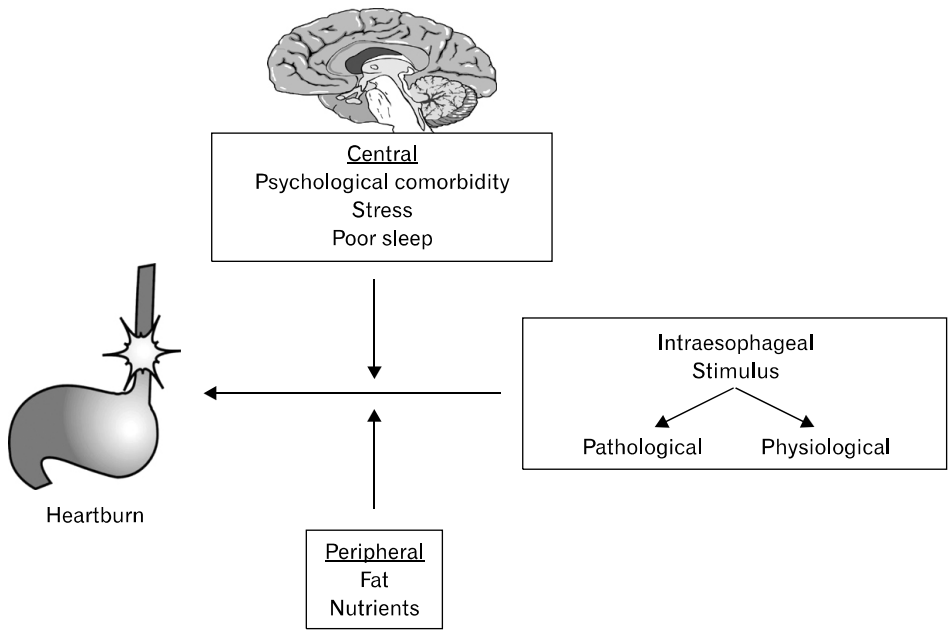 Central
Psychological comorbidity
Stress
Poor sleep
Intraesophageal
Stimulus
Pathological
Physiological
Heartburn
Peripheral
Fat
Nutrients